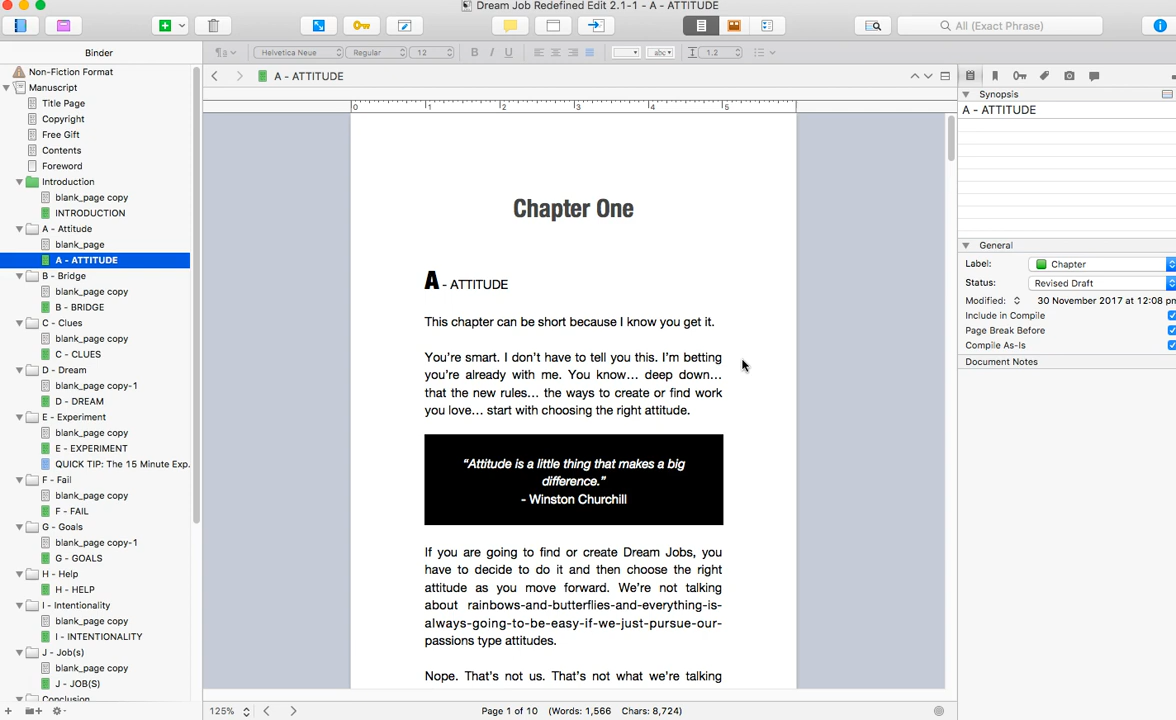 Dream Job Redefined Edit 2.1-1 - A - ATTITUDE
All (Exact Phrase)
Binder
Helvetica Neue
Regular
12
B
I
U
abc
1.2
Non-Fiction Format
Manuscript
Title Page
Copyright
Free Gift
Contents
Foreword
Introduction
blank_page copy
INTRODUCTION
A - Attitude
blank_page
A - ATTITUDE
B - Bridge
blank_page copy
B - BRIDGE
C - Clues
blank_page copy
C - CLUES
D - Dream
blank_page copy-1
D - DREAM
E - Experiment
blank_page copy
E - EXPERIMENT
QUICK TIP: The 15 Minute Exp.
F - Fail
blank_page copy
F - FAIL
G - Goals
blank_page copy-1
G - GOALS
H - Help
H - HELP
I - Intentionality
blank_page copy
I - INTENTIONALITY
J - Job(s)
blank_page copy
J - JOB(S)
Conclusion
A - ATTITUDE
0 1 2 3 4 5
Chapter One
A - ATTITUDE
This chapter can be short because I know you get it.
You're smart. I don't have to tell you this. I'm betting
you're already with me. You know... deep down...
that the new rules... the ways to create or find work
you love... start with choosing the right attitude.
“Attitude is a little thing that makes a big
difference.”
- Winston Churchill
If you are going to find or create Dream Jobs, you
have to decide to do it and then choose the right
attitude as you move forward. We're not talking
about rainbows-and-butterflies-and-everything-is-
always-going-to-be-easy-if-we-just-pursue-our-
passions type attitudes.
Nope. That's not us. That's not what we're talking
125%
Page 1 of 10 (Words: 1,566 Chars: 8,724)
Synopsis
A - ATTITUDE
General
Label: Chapter
Status: Revised Draft
Modified: 30 November 2017 at 12:08 pm
Include in Compile
Page Break Before
Compile As-Is
Document Notes